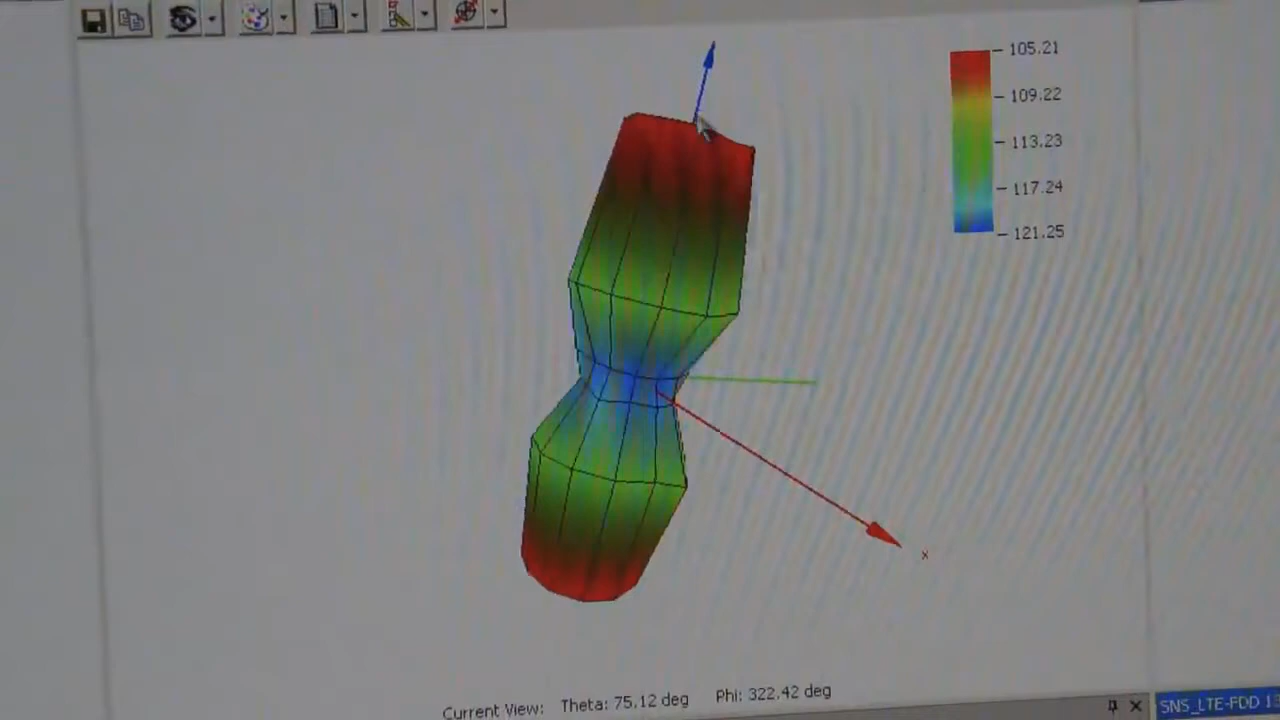 105.21
109.22
113.23
117.24
121.25
x
Current View: Theta: 75.12 deg Phi: 322.42 deg
SNS_LTE-FDD